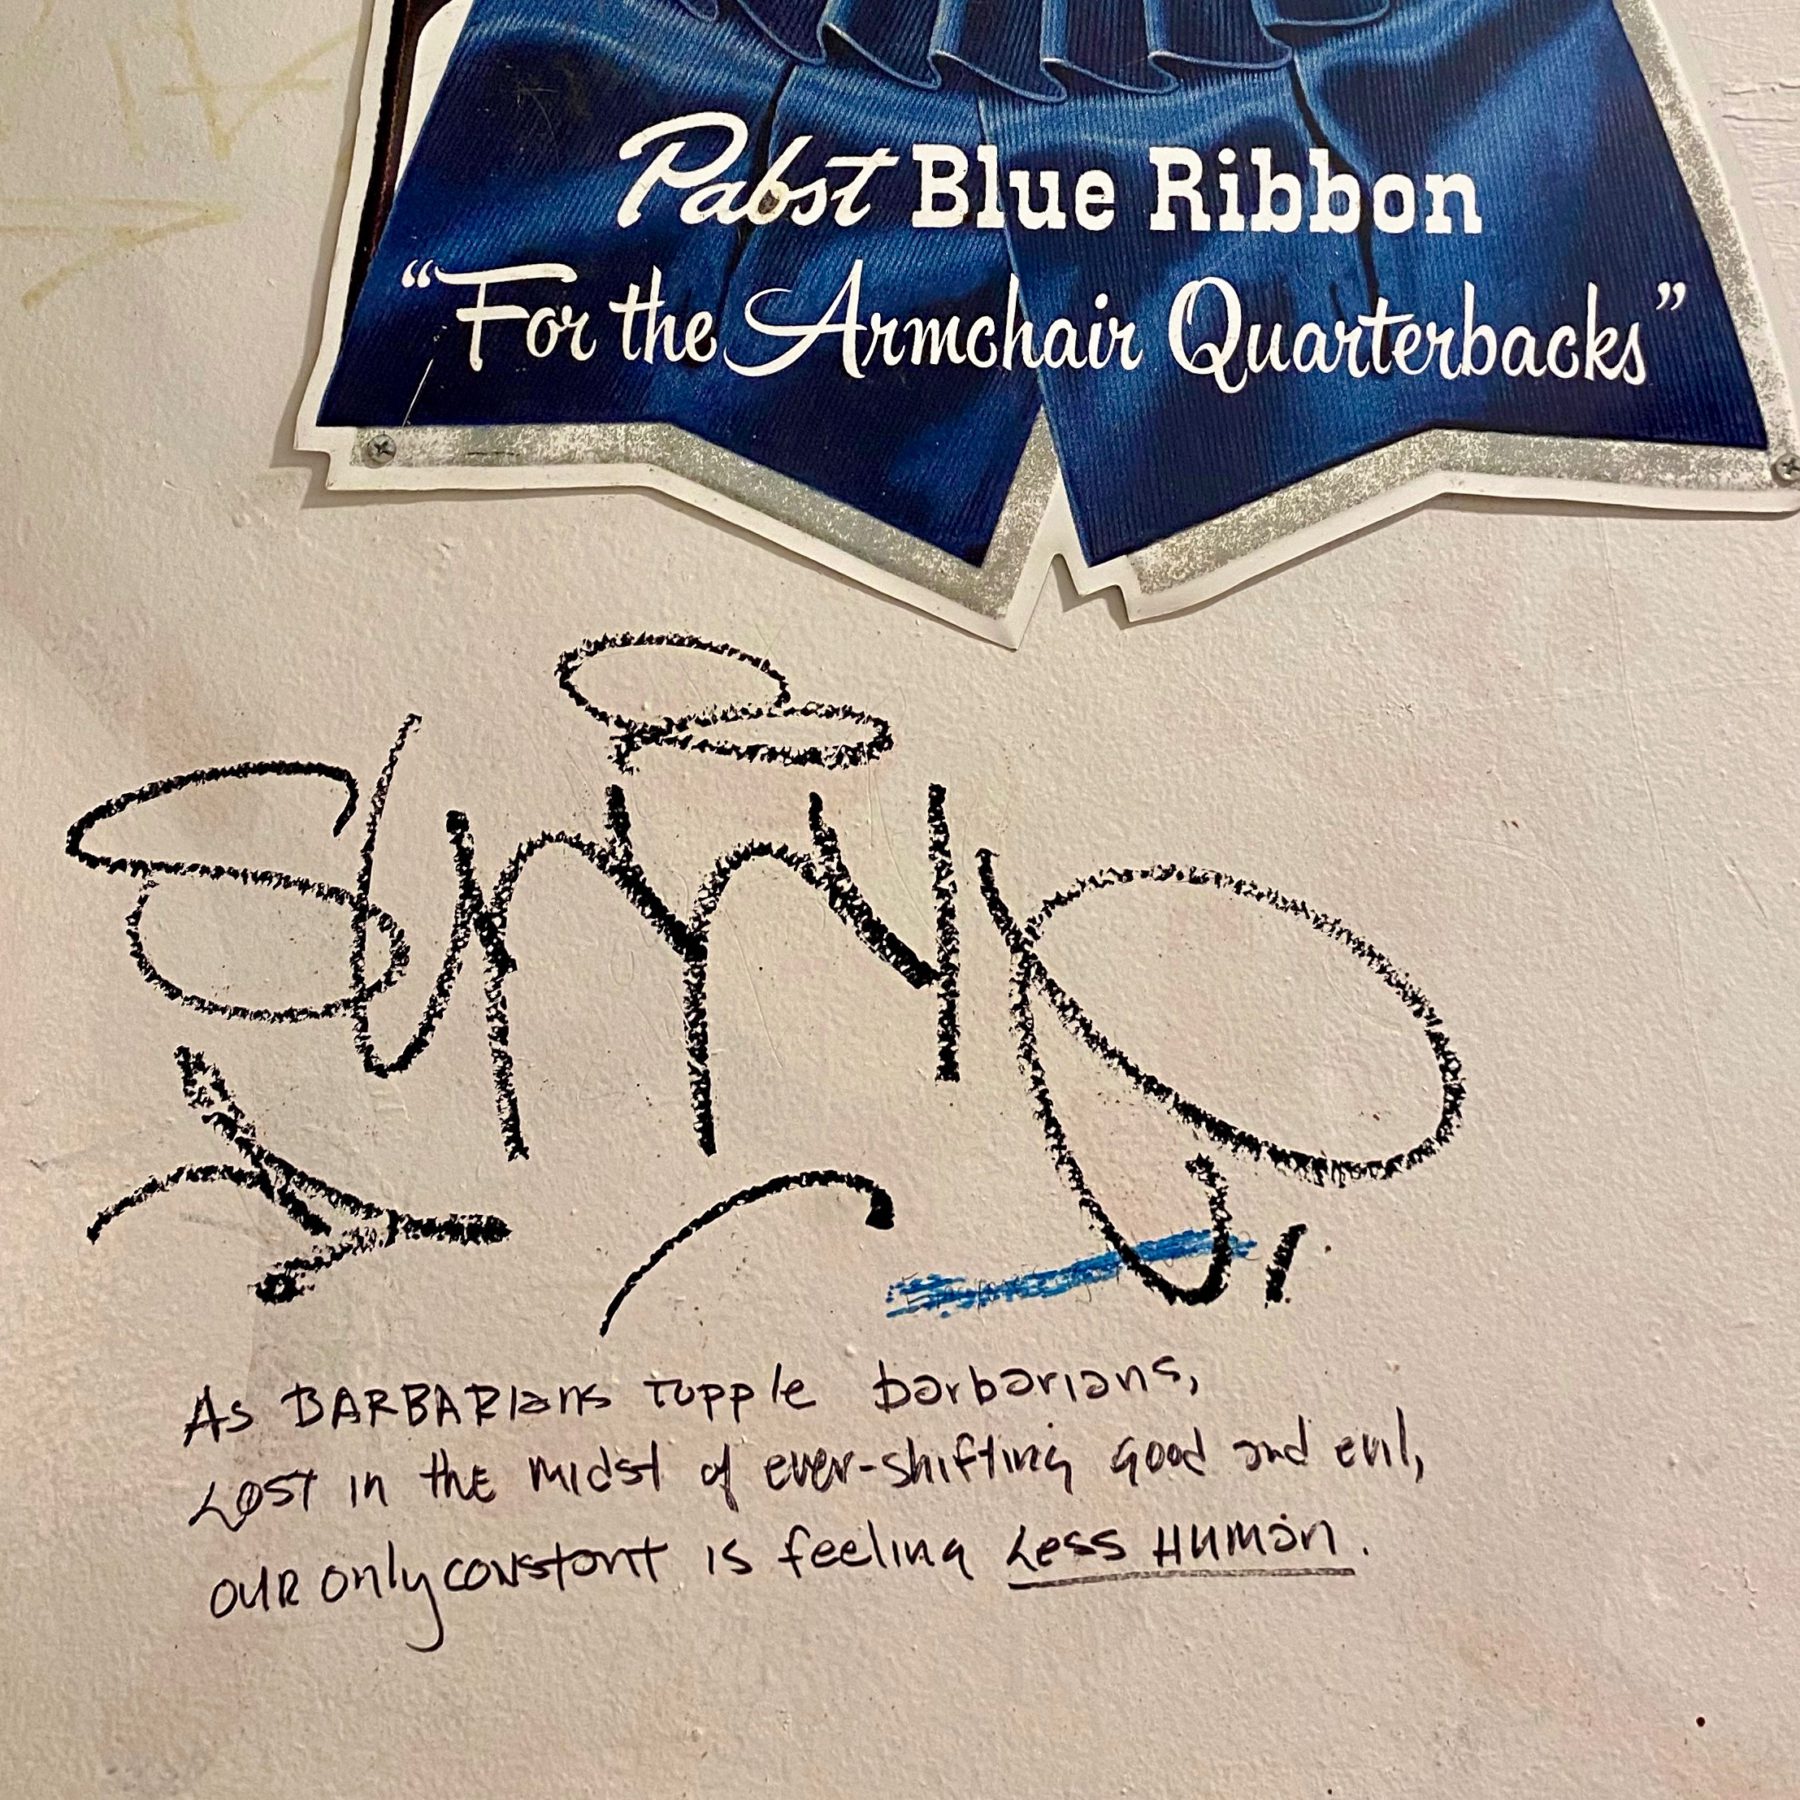 Pabst Blue Ribbon
“For the Armchair Quarterbacks”
As BARBARIans topple barbarians,
Lost in the midst of ever-shifting good and evil,
our only constant is feeling Less Human.